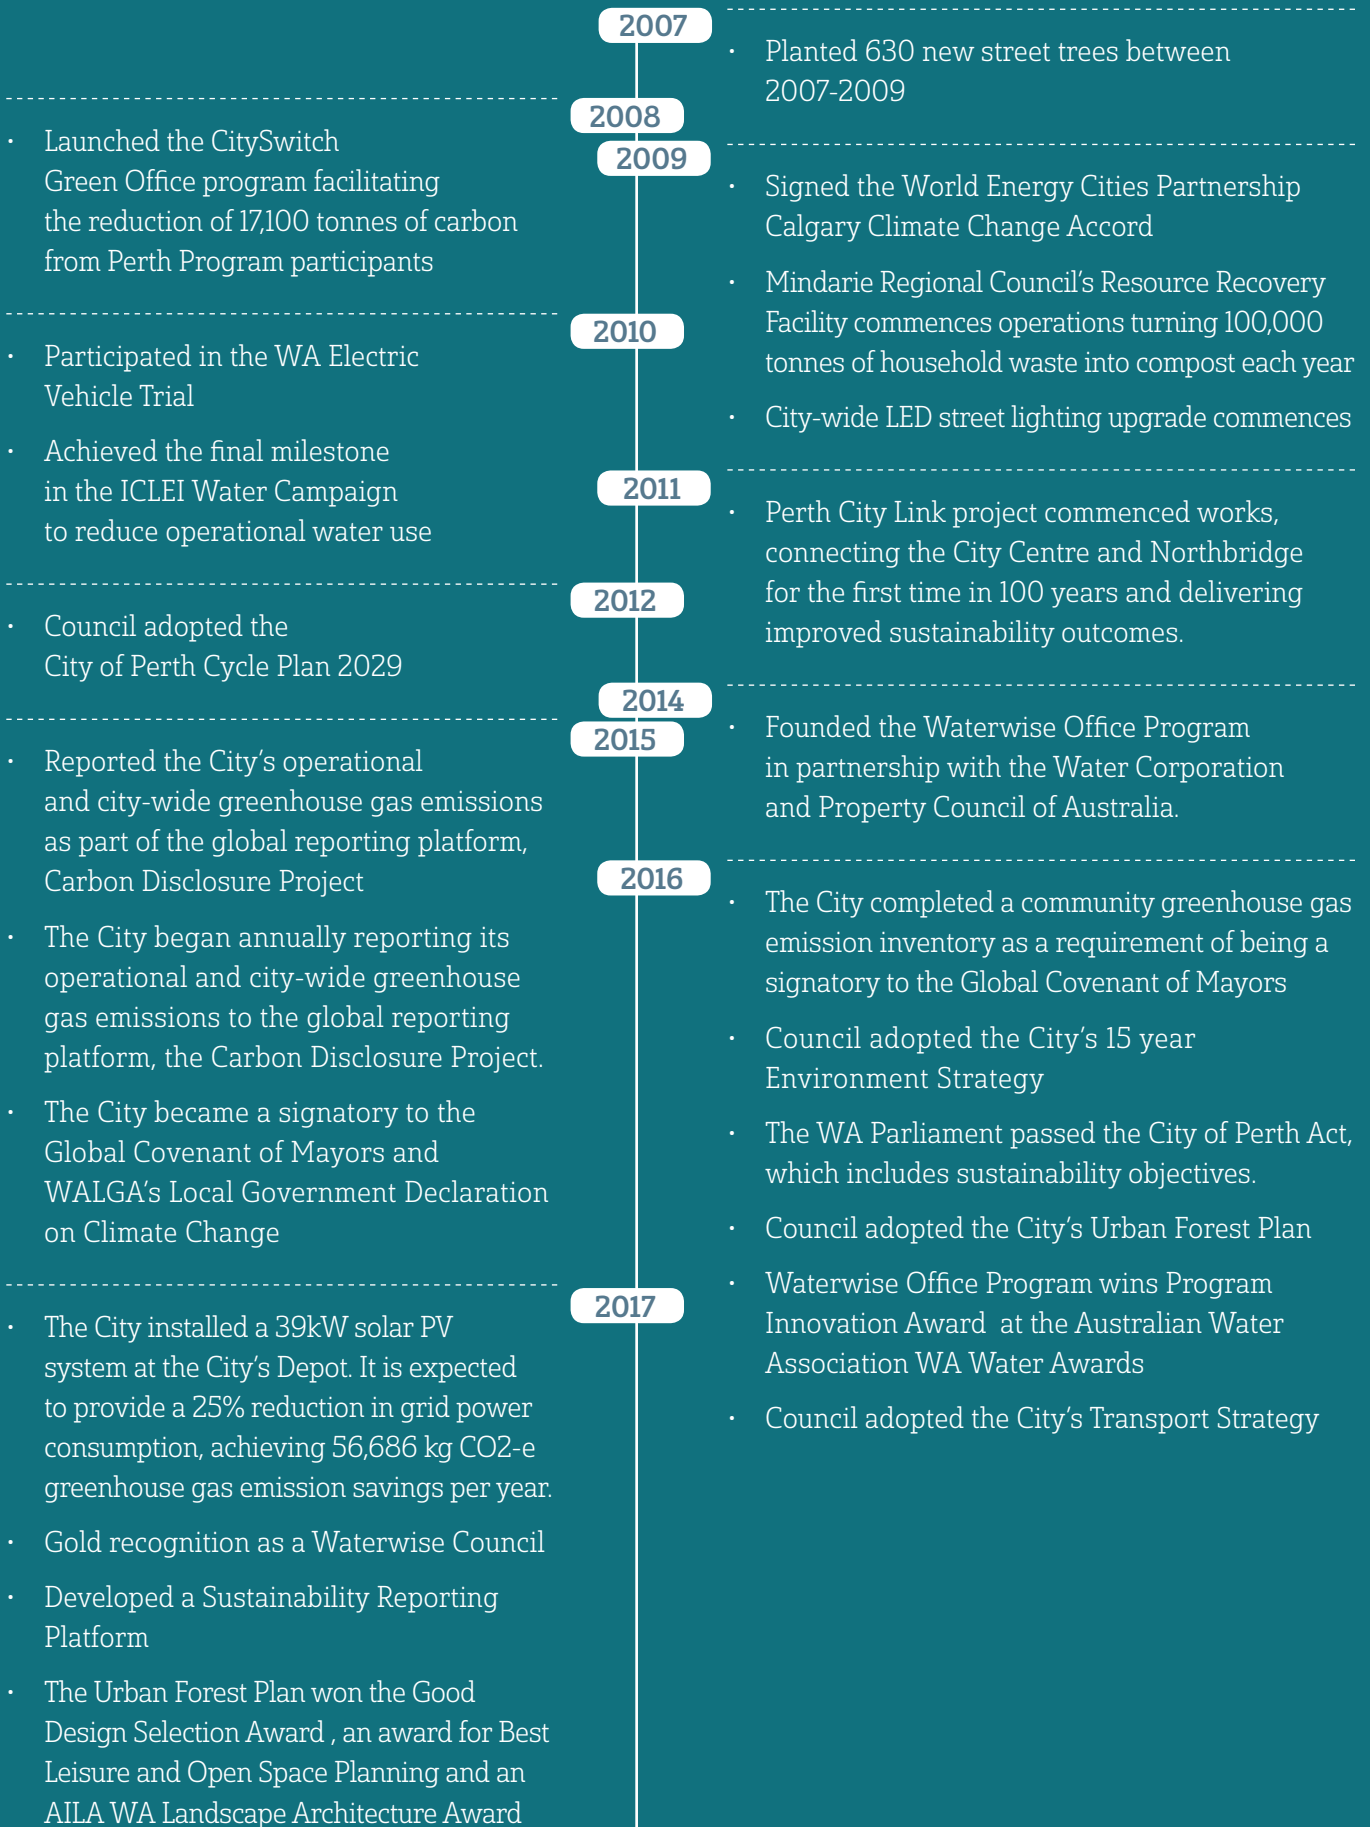 2007
· Planted 630 new street trees between
2007-2009
2008
· Launched the CitySwitch
Green Office program facilitating
the reduction of 17,100 tonnes of carbon
from Perth Program participants
2009
· Signed the World Energy Cities Partnership
Calgary Climate Change Accord
· Mindarie Regional Council's Resource Recovery
Facility commences operations turning 100,000
tonnes of household waste into compost each year
· City-wide LED street lighting upgrade commences
2010
· Participated in the WA Electric
Vehicle Trial
· Achieved the final milestone
in the ICLEI Water Campaign
to reduce operational water use
2011
· Perth City Link project commenced works,
connecting the City Centre and Northbridge
for the first time in 100 years and delivering
improved sustainability outcomes.
2012
· Council adopted the
City of Perth Cycle Plan 2029
2014
· Founded the Waterwise Office Program
in partnership with the Water Corporation
and Property Council of Australia.
2015
· Reported the City's operational
and city-wide greenhouse gas emissions
as part of the global reporting platform,
Carbon Disclosure Project
· The City began annually reporting its
operational and city-wide greenhouse
gas emissions to the global reporting
platform, the Carbon Disclosure Project.
· The City became a signatory to the
Global Covenant of Mayors and
WALGA's Local Government Declaration
on Climate Change
2016
· The City completed a community greenhouse gas
emission inventory as a requirement of being a
signatory to the Global Covenant of Mayors
· Council adopted the City's 15 year
Environment Strategy
· The WA Parliament passed the City of Perth Act,
which includes sustainability objectives.
· Council adopted the City's Urban Forest Plan
· Waterwise Office Program wins Program
Innovation Award at the Australian Water
Association WA Water Awards
· Council adopted the City's Transport Strategy
2017
· The City installed a 39kW solar PV
system at the City's Depot. It is expected
to provide a 25% reduction in grid power
consumption, achieving 56,686 kg CO2-e
greenhouse gas emission savings per year.
· Gold recognition as a Waterwise Council
· Developed a Sustainability Reporting
Platform
· The Urban Forest Plan won the Good
Design Selection Award , an award for Best
Leisure and Open Space Planning and an
AILA WA Landscape Architecture Award